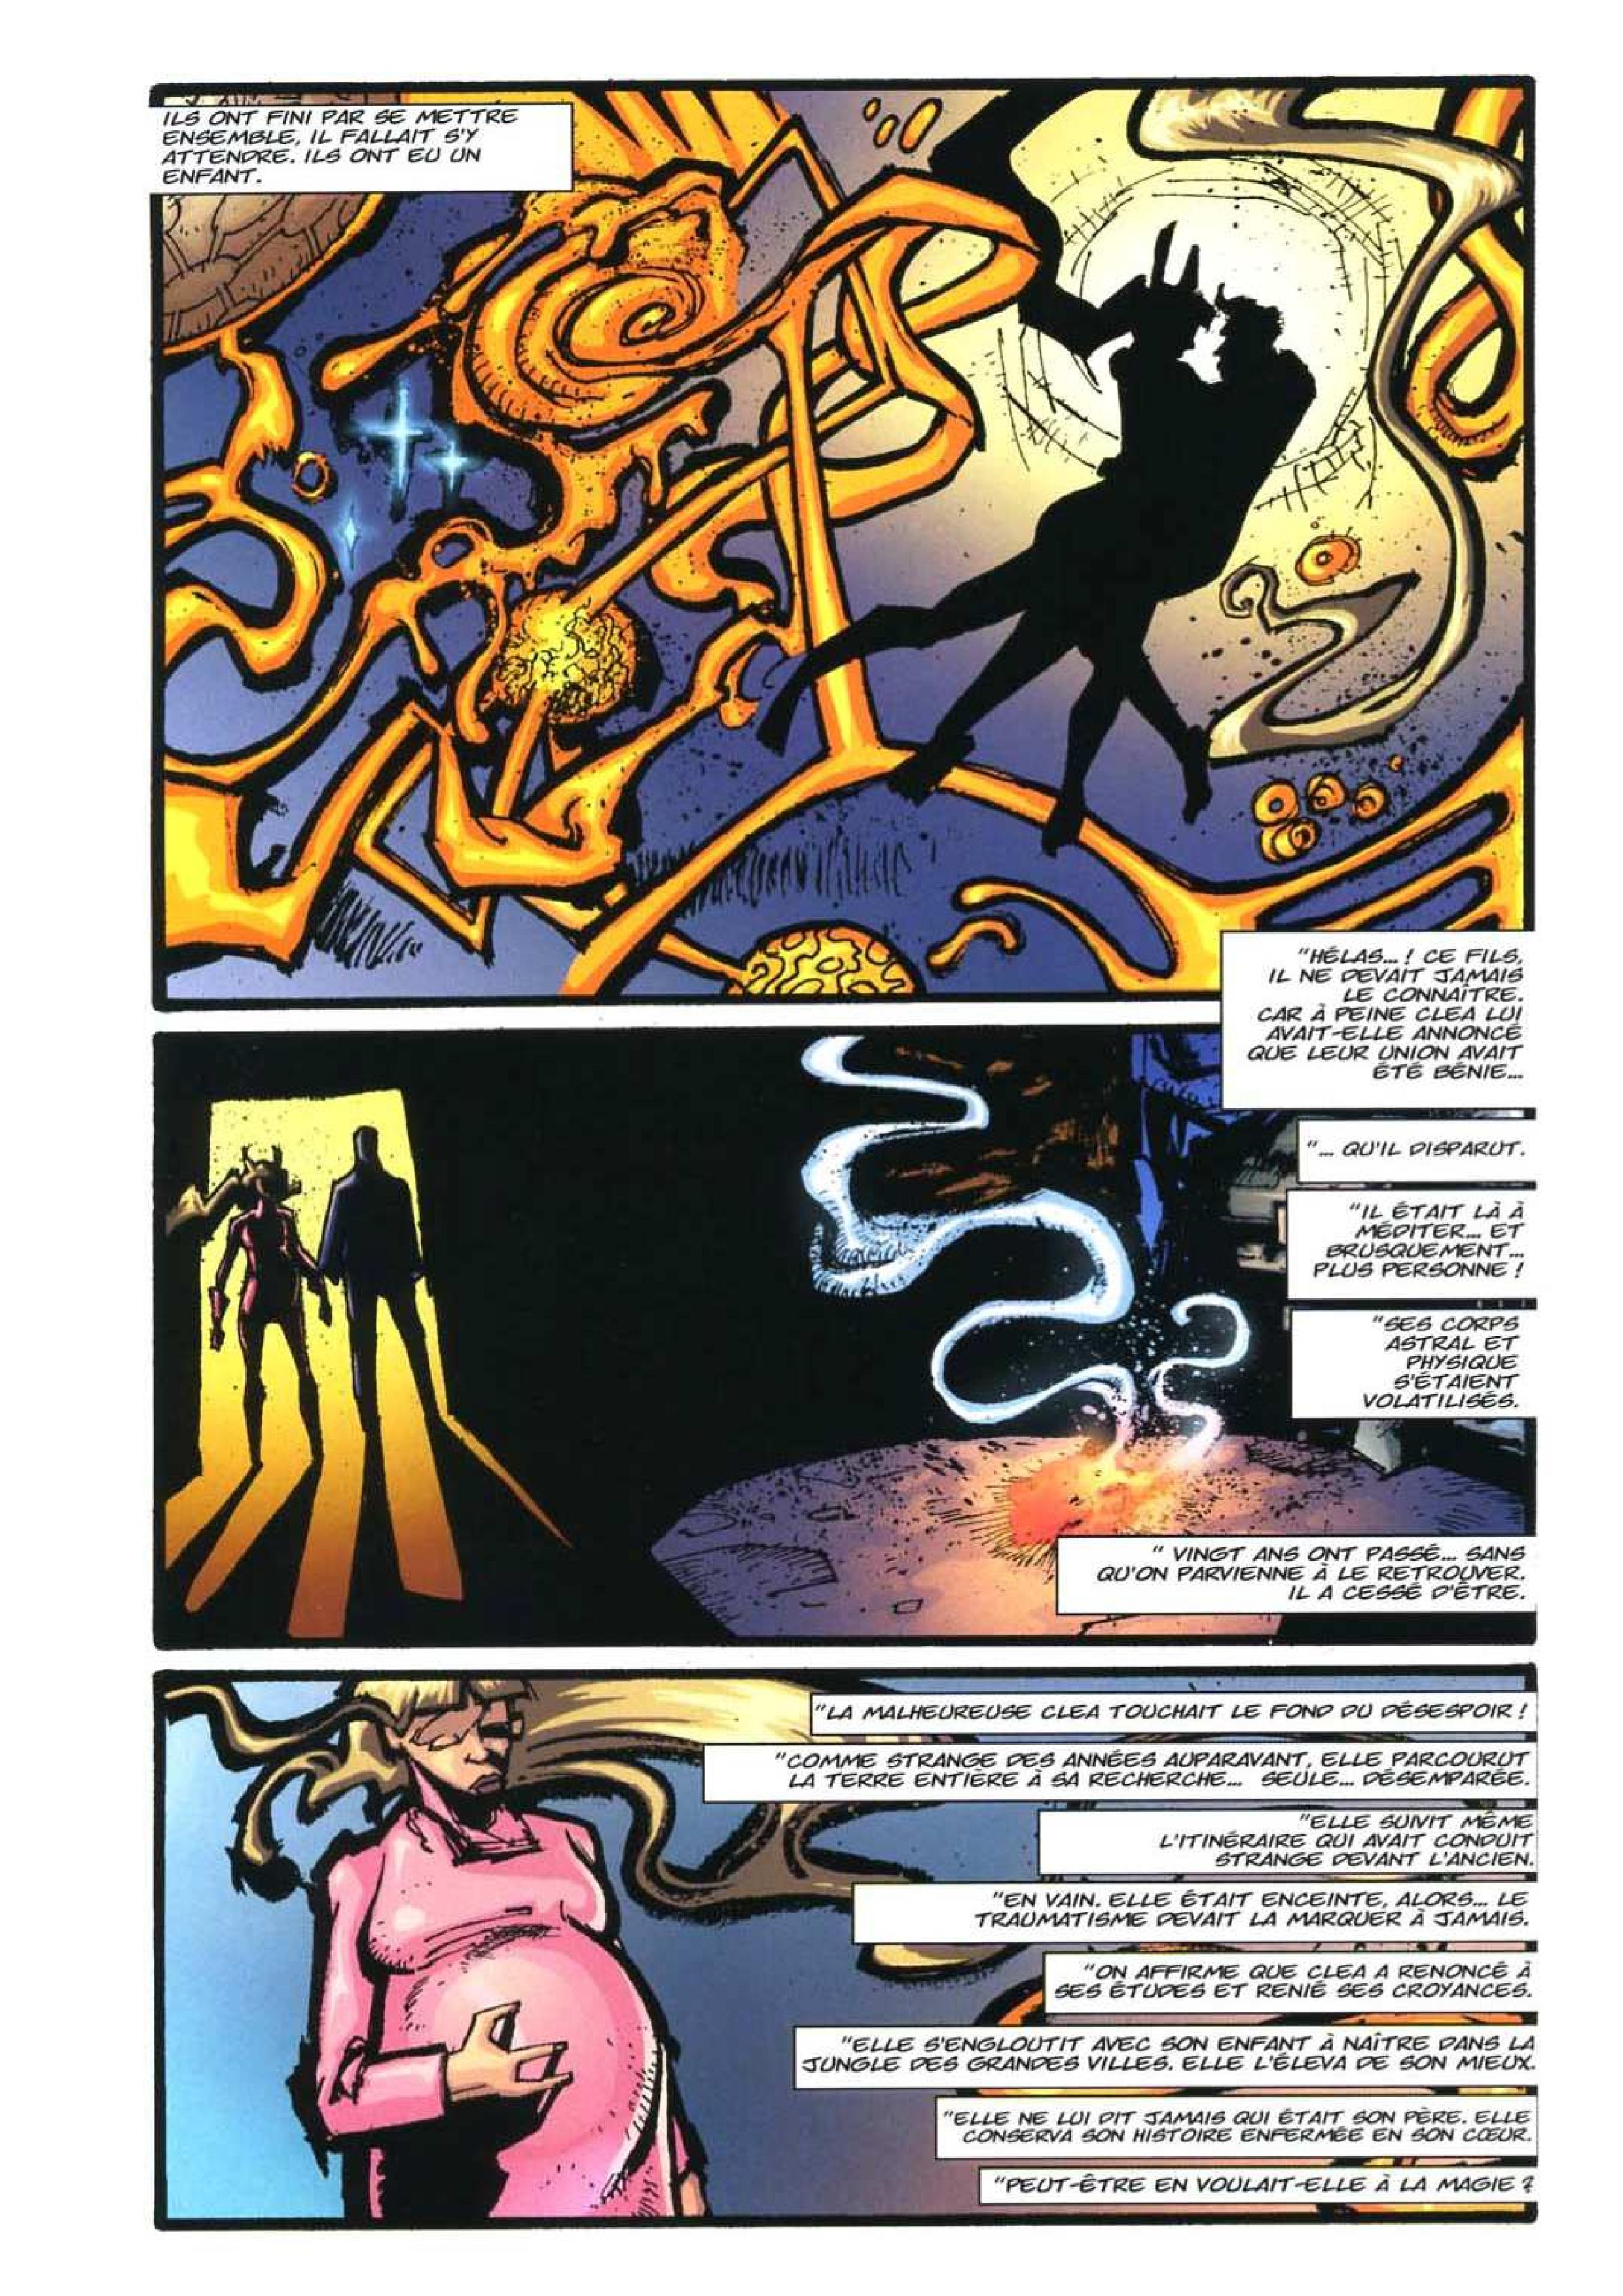 ILS ONT FINI PAR SE METTRE
ENSEMBLE, IL FALLAIT S'Y
ATTENDRE. ILS ONT EU UN
ENFANT.
"HÉLAS... ! CE FILS,
IL NE DEVAIT JAMAIS
LE CONNAÎTRE.
CAR À PEINE CLEA LUI
AVAIT-ELLE ANNONCÉ
QUE LEUR UNION AVAIT
ÉTÉ BÉNIE...
"... QU'IL DISPARUT.
"IL ÉTAIT LÀ À
MÉDITER... ET
BRUSQUEMENT...
PLUS PERSONNE !
"SES CORPS
ASTRAL ET
PHYSIQUE
S'ÉTAIENT
VOLATILISÉS.
" VINGT ANS ONT PASSÉ... SANS
QU'ON PARVIENNE À LE RETROUVER.
IL A CESSÉ D'ÊTRE.
"LA MALHEUREUSE CLEA TOUCHAIT LE FOND DU DÉSESPOIR !
"COMME STRANGE DES ANNÉES AUPARAVANT, ELLE PARCOURUT
LA TERRE ENTIÈRE À SA RECHERCHE... SEULE... DÉSEMPARÉE.
"ELLE SUIVIT MÊME
L'ITINÉRAIRE QUI AVAIT CONDUIT
STRANGE DEVANT L'ANCIEN.
"EN VAIN. ELLE ÉTAIT ENCEINTE, ALORS... LE
TRAUMATISME DEVAIT LA MARQUER À JAMAIS.
"ON AFFIRME QUE CLEA A RENONCÉ À
SES ÉTUDES ET RENIÉ SES CROYANCES.
"ELLE S'ENGLOUTIT AVEC SON ENFANT À NAÎTRE DANS LA
JUNGLE DES GRANDES VILLES. ELLE L'ÉLEVA DE SON MIEUX.
"ELLE NE LUI DIT JAMAIS QUI ÉTAIT SON PÈRE. ELLE
CONSERVA SON HISTOIRE ENFERMÉE EN SON CŒUR.
"PEUT-ÊTRE EN VOULAIT-ELLE À LA MAGIE ?